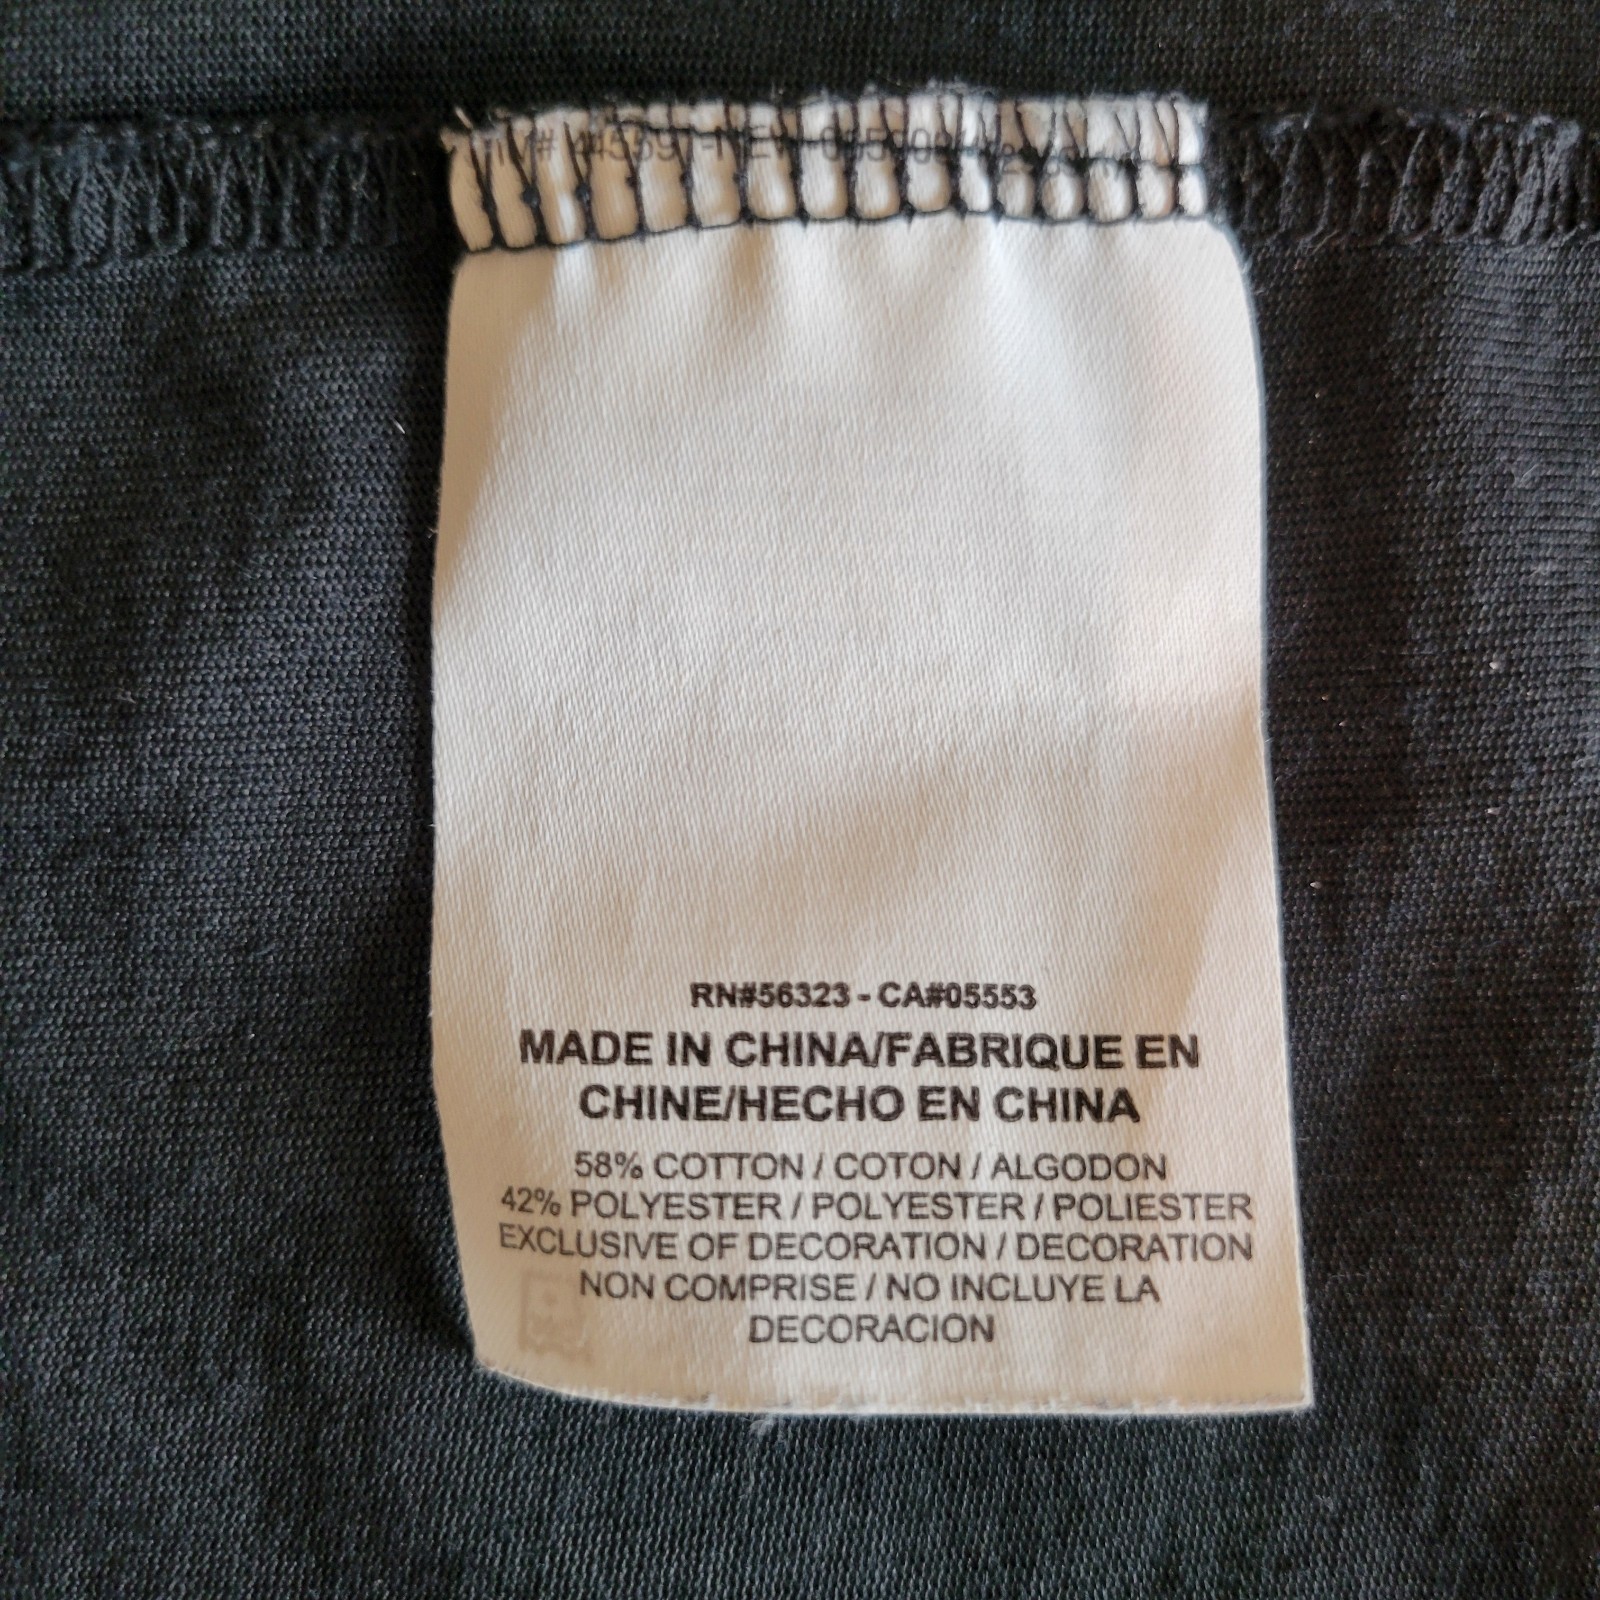 RN#56323 - CA#05553
MADE IN CHINA/FABRIQUE EN
CHINE/HECHO EN CHINA
58% COTTON / COTON / ALGODON
42% POLYESTER / POLYESTER / POLIESTER
EXCLUSIVE OF DECORATION / DECORATION
NON COMPRISE / NO INCLUYE LA
DECORACION